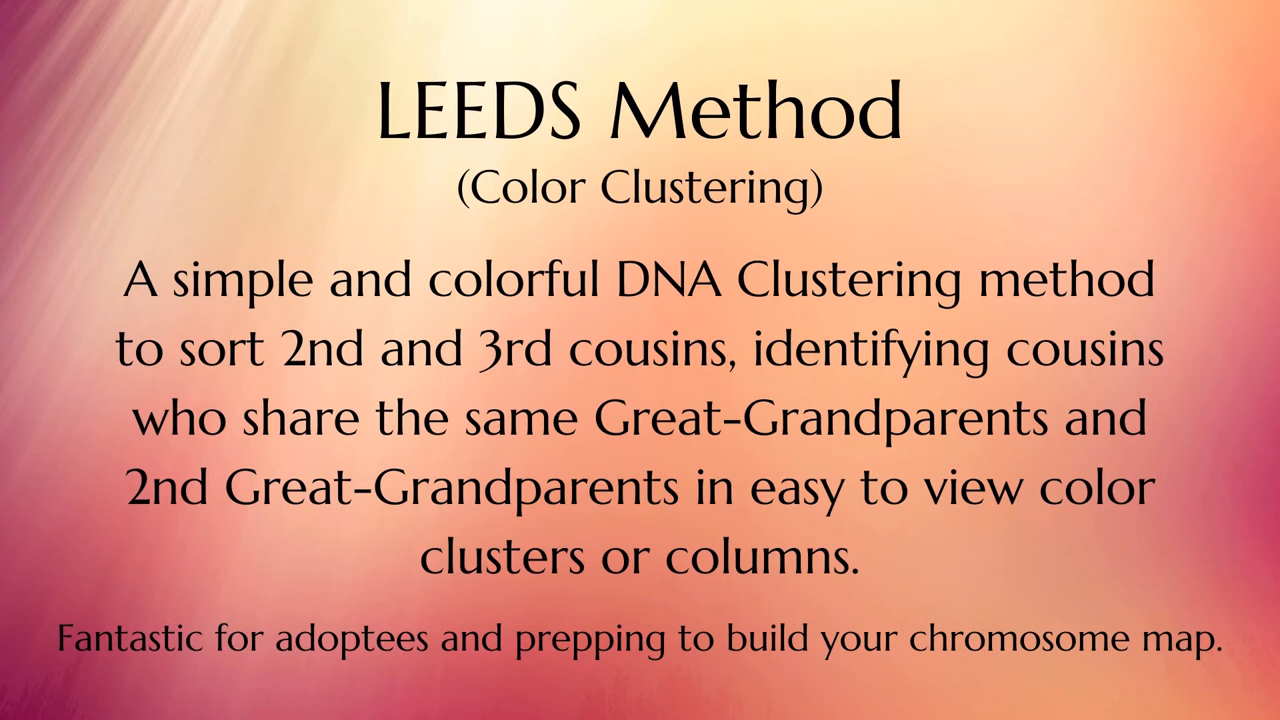 LEEDS Method
(Color Clustering)
A simple and colorful DNA Clustering method
to sort 2nd and 3rd cousins, identifying cousins
who share the same Great-Grandparents and
2nd Great-Grandparents in easy to view color
clusters or columns.
Fantastic for adoptees and prepping to build your chromosome map.